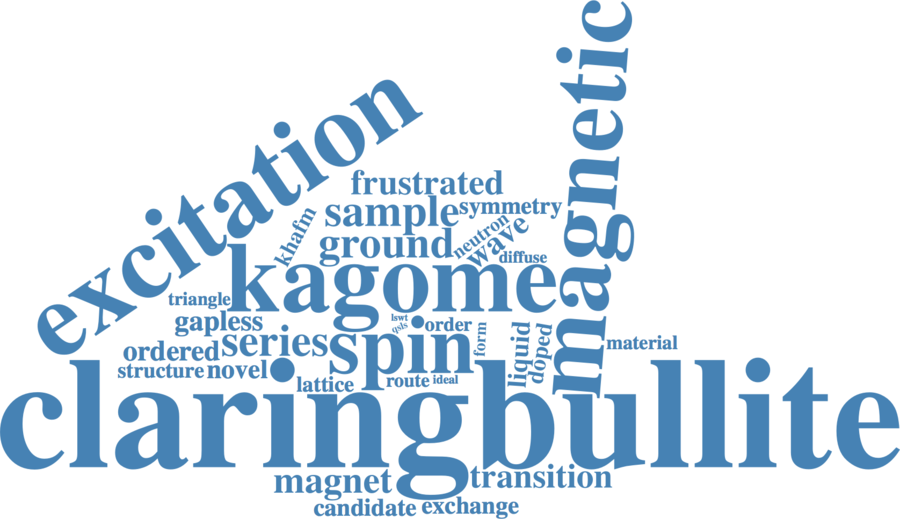 magnetic
excitation
frustrated
sample
symmetry
khafm
neutron
wave
ground
diffuse
kagome
triangle
gapless
lswt
qsls
order
form
liquid
doped
material
ordered
series
spin
structure
novel
lattice
route
ideal
claringbullite
magnet
transition
candidate
exchange